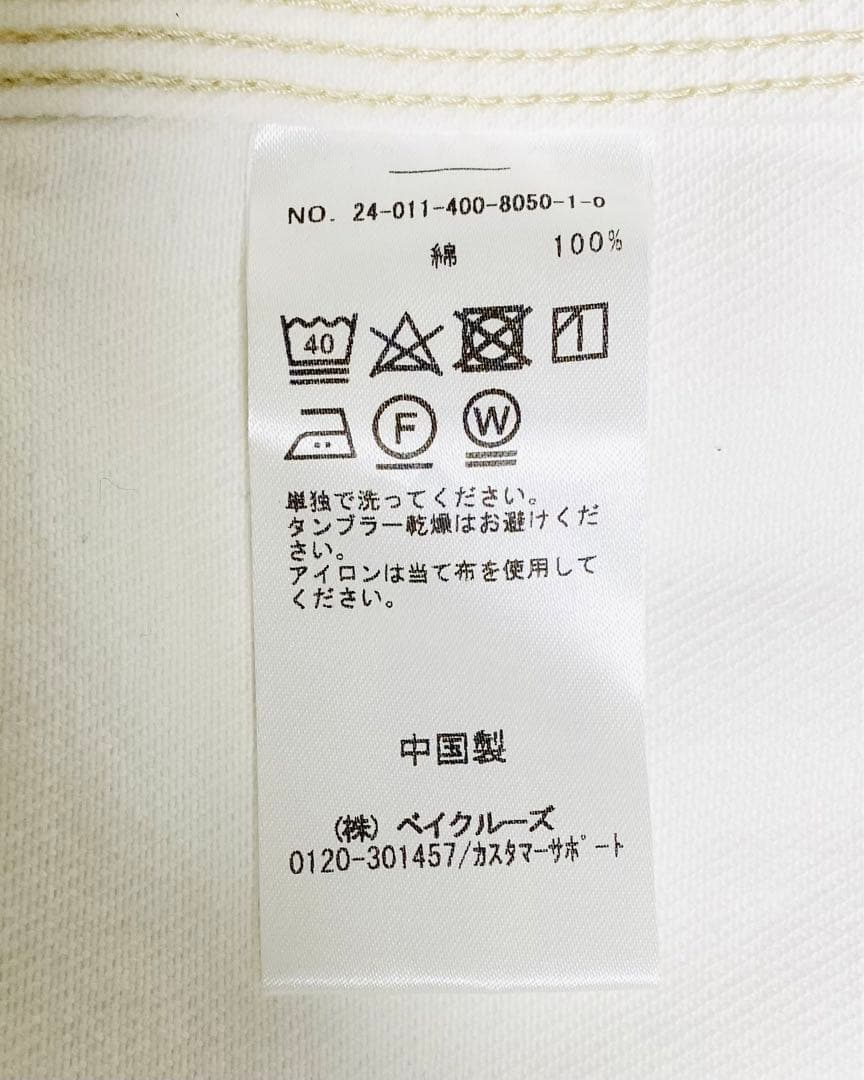 NO. 24-011-400-8050-1-0
綿 100%
40
F W
単独で洗ってください。
タンブラー乾燥はお避けくだ
さい。
アイロンは当て布を使用して
ください。
中国製
(株) ベイクルーズ
0120-301457/カスタマーサポート